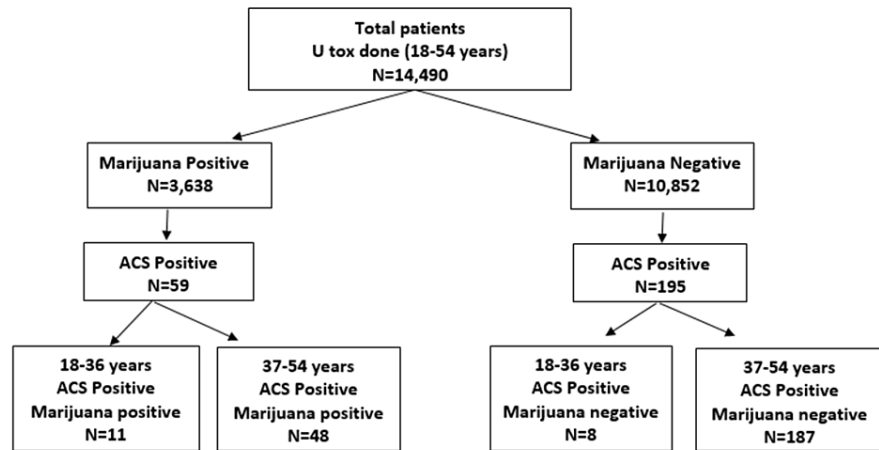 Total patients
U tox done (18-54 years)
N=14,490
Marijuana Positive
N=3,638
Marijuana Negative
N=10,852
ACS Positive
N=59
ACS Positive
N=195
18-36 years
ACS Positive
Marijuana positive
N=11
37-54 years
ACS Positive
Marijuana positive
N=48
18-36 years
ACS Positive
Marijuana negative
N=8
37-54 years
ACS Positive
Marijuana negative
N=187